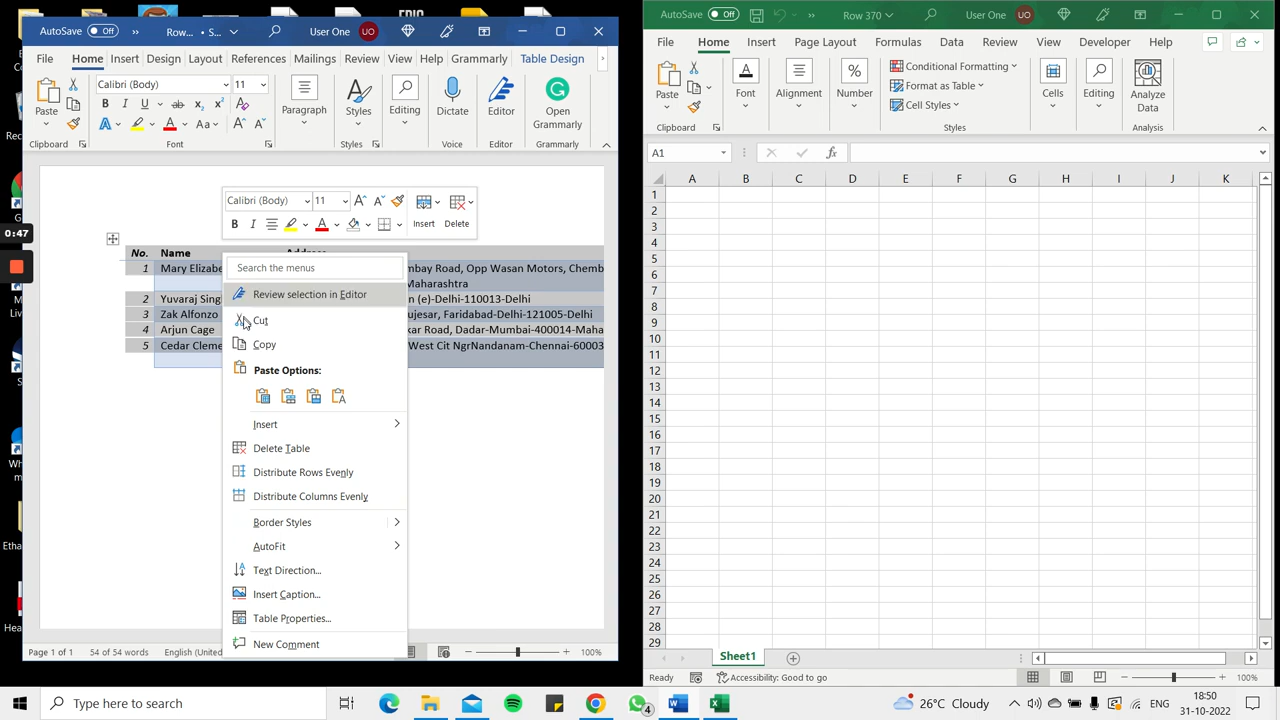 AutoSave Off Row... • S... User One UO
File Home Insert Design Layout References Mailings Review View Help Grammarly Table Design
Calibri (Body) 11
Paste Paragraph Styles Editing Dictate Editor Open Grammarly
Clipboard Font Styles Voice Editor Grammarly
Calibri (Body) 11
Insert Delete
No. Name Address
1 Mary Elizabe mbay Road, Opp Wasan Motors, Chemb
Maharashtra
2 Yuvaraj Sing n (e)-Delhi-110013-Delhi
3 Zak Alfonzo ujesar, Faridabad-Delhi-121005-Delhi
4 Arjun Cage kar Road, Dadar-Mumbai-400014-Maha
5 Cedar Cleme West Cit NgrNandanam-Chennai-60003
Search the menus
Review selection in Editor
Cut
Copy
Paste Options:
Insert
Delete Table
Distribute Rows Evenly
Distribute Columns Evenly
Border Styles
AutoFit
Text Direction...
Insert Caption...
Table Properties...
New Comment
Page 1 of 1 54 of 54 words English (United 100%
0:47
AutoSave Off Row 370 User One UO
File Home Insert Page Layout Formulas Data Review View Developer Help
Paste Font Alignment Number Conditional Formatting Format as Table Cell Styles Cells Editing Analyze Data
Clipboard Styles Analysis
A1 fx
A B C D E F G H I J K
1
2
3
4
5
6
7
8
9
10
11
12
13
14
15
16
17
18
19
20
21
22
23
24
25
26
27
28
29
Sheet1
Ready Accessibility: Good to go 100%
Type here to search 4 26°C Cloudy ENG 18:50
31-10-2022